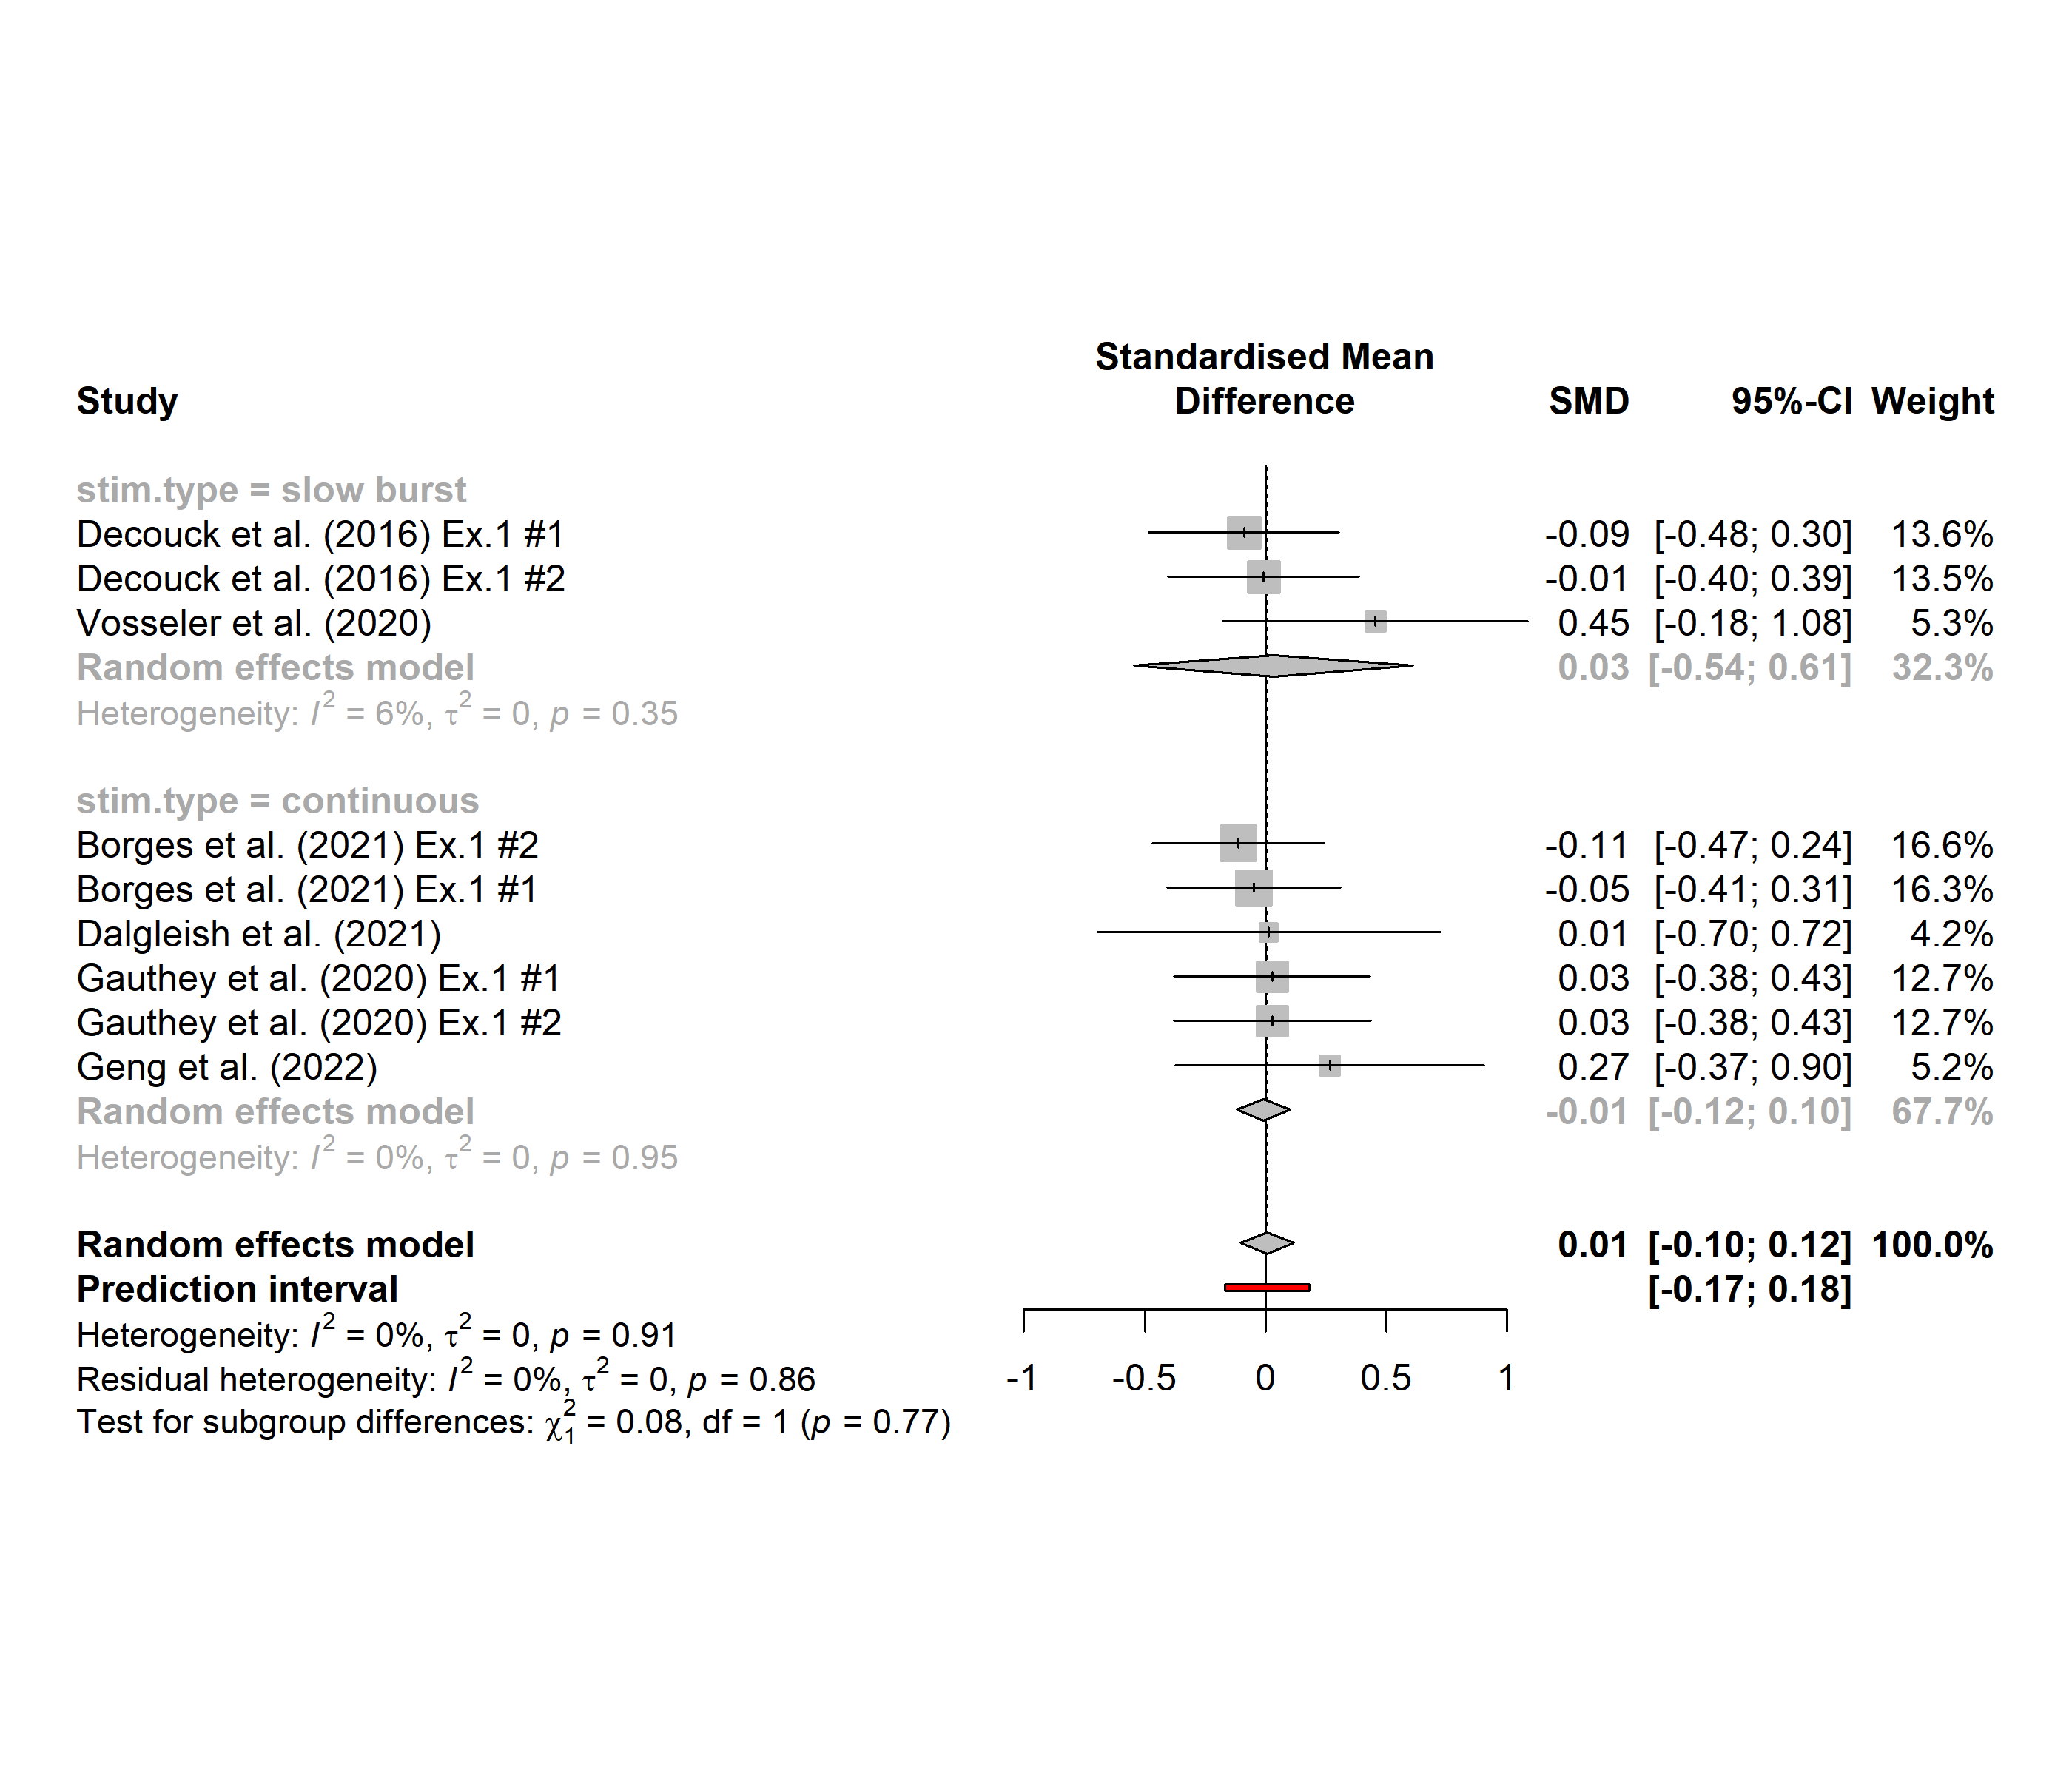 Standardised Mean
Study Difference SMD 95%-CI Weight
stim.type = slow burst
Decouck et al. (2016) Ex.1 #1 -0.09 [-0.48; 0.30] 13.6%
Decouck et al. (2016) Ex.1 #2 -0.01 [-0.40; 0.39] 13.5%
Vosseler et al. (2020) 0.45 [-0.18; 1.08] 5.3%
Random effects model 0.03 [-0.54; 0.61] 32.3%
Heterogeneity: I² = 6%, τ² = 0, p = 0.35
stim.type = continuous
Borges et al. (2021) Ex.1 #2 -0.11 [-0.47; 0.24] 16.6%
Borges et al. (2021) Ex.1 #1 -0.05 [-0.41; 0.31] 16.3%
Dalgleish et al. (2021) 0.01 [-0.70; 0.72] 4.2%
Gauthey et al. (2020) Ex.1 #1 0.03 [-0.38; 0.43] 12.7%
Gauthey et al. (2020) Ex.1 #2 0.03 [-0.38; 0.43] 12.7%
Geng et al. (2022) 0.27 [-0.37; 0.90] 5.2%
Random effects model -0.01 [-0.12; 0.10] 67.7%
Heterogeneity: I² = 0%, τ² = 0, p = 0.95
Random effects model 0.01 [-0.10; 0.12] 100.0%
Prediction interval [-0.17; 0.18]
Heterogeneity: I² = 0%, τ² = 0, p = 0.91
Residual heterogeneity: I² = 0%, τ² = 0, p = 0.86
-1 -0.5 0 0.5 1
Test for subgroup differences: χ²₁ = 0.08, df = 1 (p = 0.77)